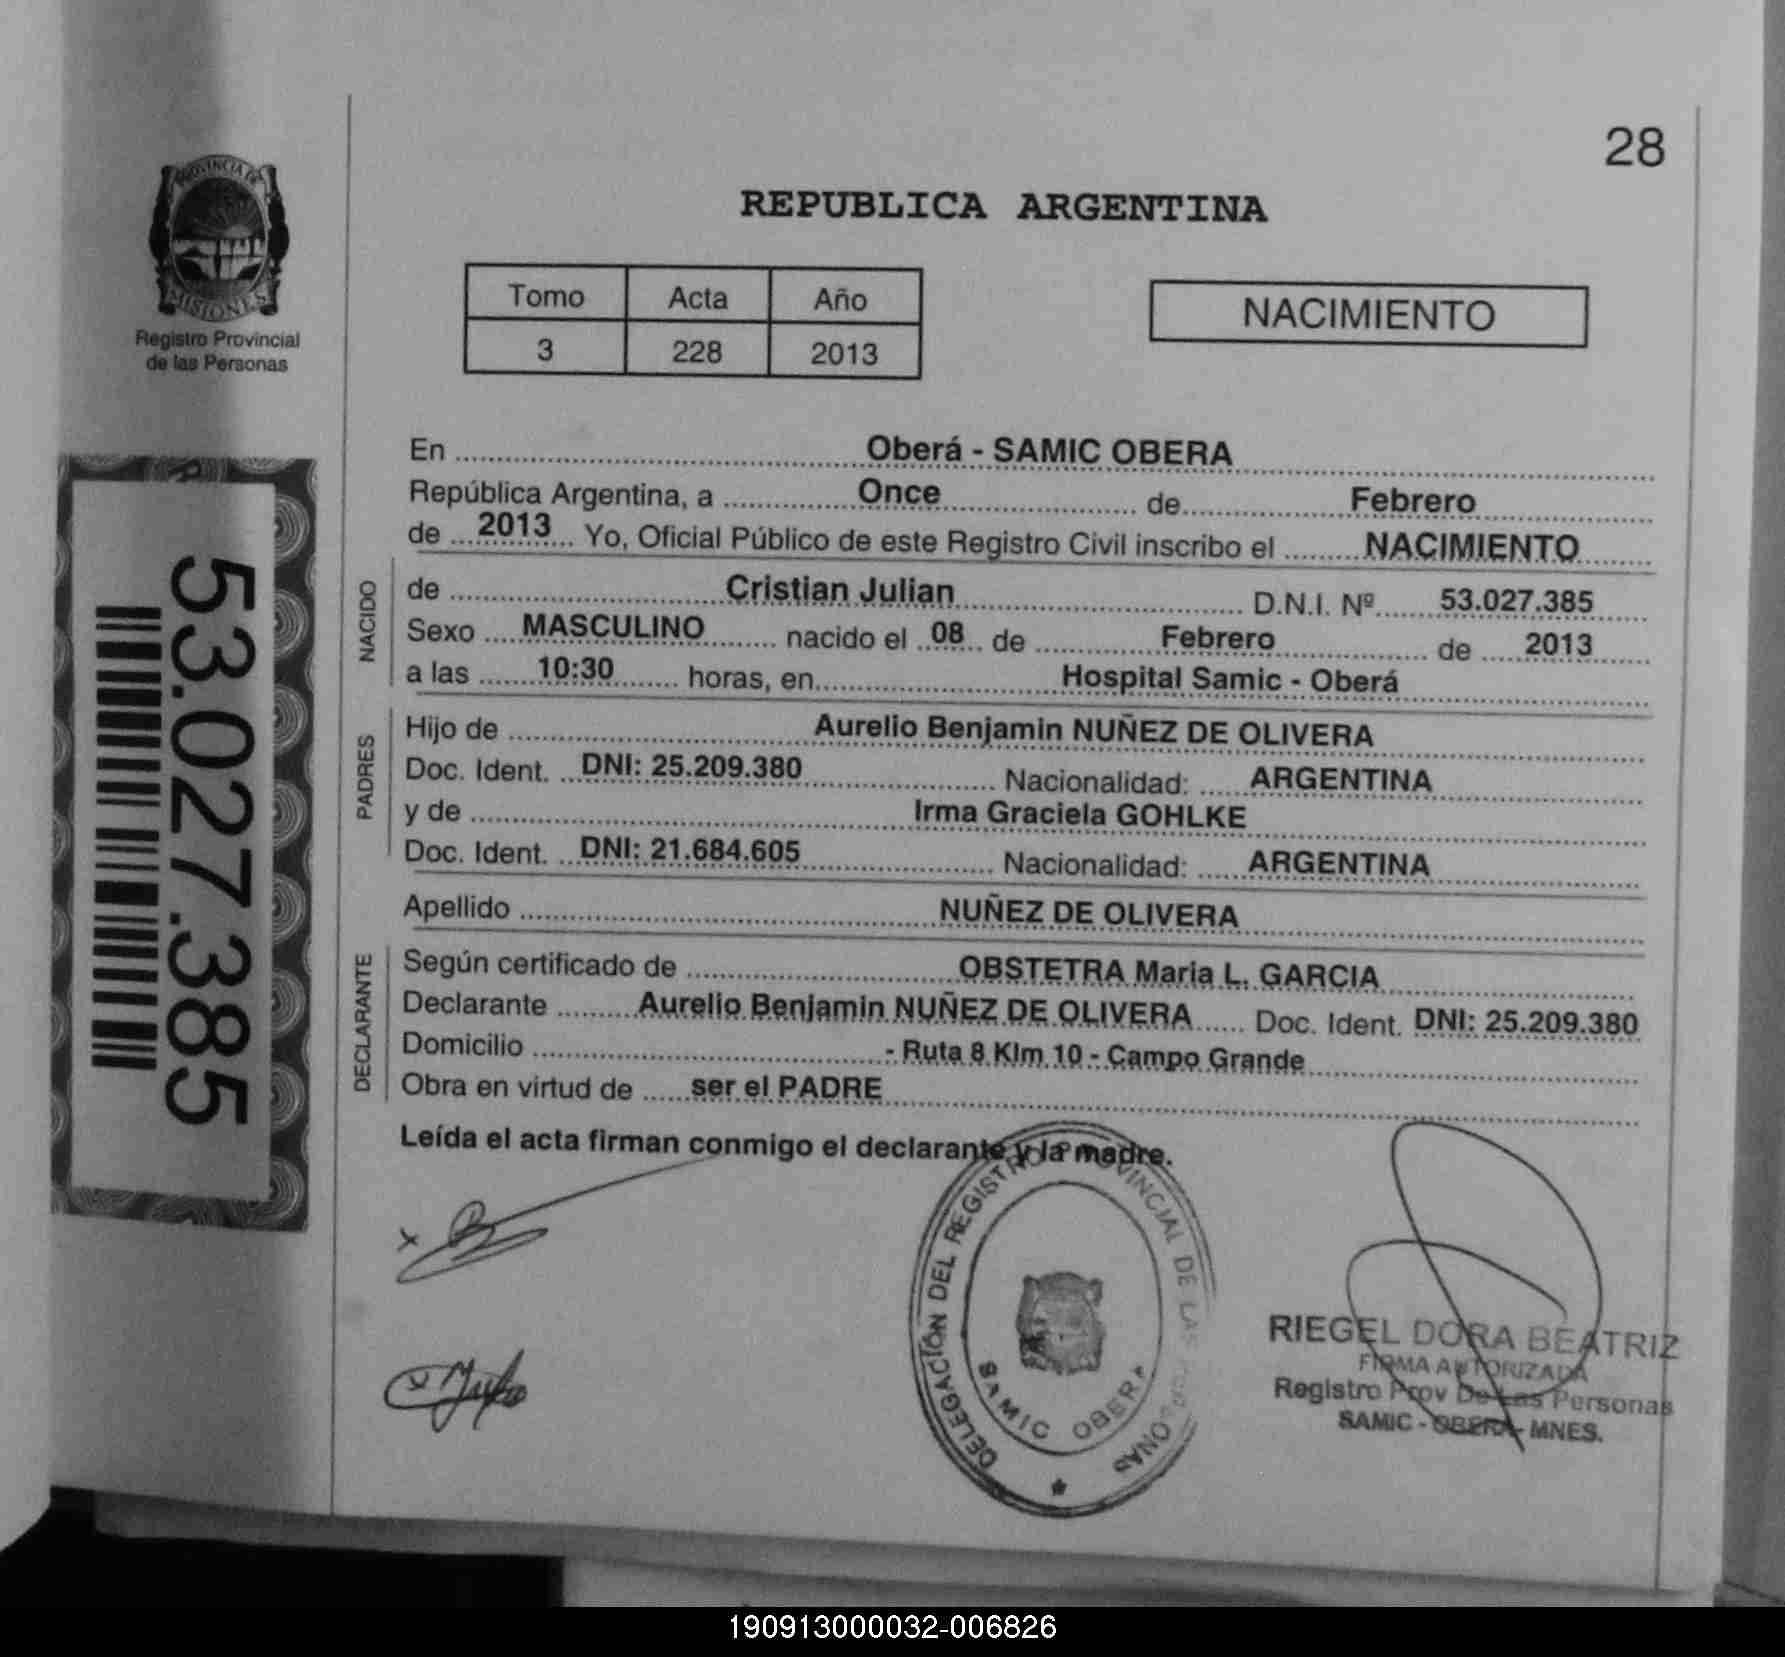 28
PROVINCIA DE
MISIONES
Registro Provincial
de las Personas
REPUBLICA ARGENTINA
Tomo Acta Año
3 228 2013
NACIMIENTO
53.027.385
En Oberá - SAMIC OBERA
República Argentina, a Once de Febrero
de 2013 Yo, Oficial Público de este Registro Civil inscribo el NACIMIENTO
NACIDO
de Cristian Julian D.N.I. Nº 53.027.385
Sexo MASCULINO nacido el 08 de Febrero de 2013
a las 10:30 horas, en Hospital Samic - Oberá
PADRES
Hijo de Aurelio Benjamin NUÑEZ DE OLIVERA
Doc. Ident. DNI: 25.209.380 Nacionalidad: ARGENTINA
y de Irma Graciela GOHLKE
Doc. Ident. DNI: 21.684.605 Nacionalidad: ARGENTINA
Apellido NUÑEZ DE OLIVERA
DECLARANTE
Según certificado de OBSTETRA Maria L. GARCIA
Declarante Aurelio Benjamin NUÑEZ DE OLIVERA Doc. Ident. DNI: 25.209.380
Domicilio - Ruta 8 Klm 10 - Campo Grande
Obra en virtud de ser el PADRE
Leída el acta firman conmigo el declarante y la madre.
DELEGACIÓN DEL REGISTRO PROVINCIAL DE LAS PERSONAS
SAMIC OBERA
RIEGEL DORA BEATRIZ
FIRMA AUTORIZADA
Registro Prov De Las Personas
SAMIC - OBERA - MNES.
190913000032-006826